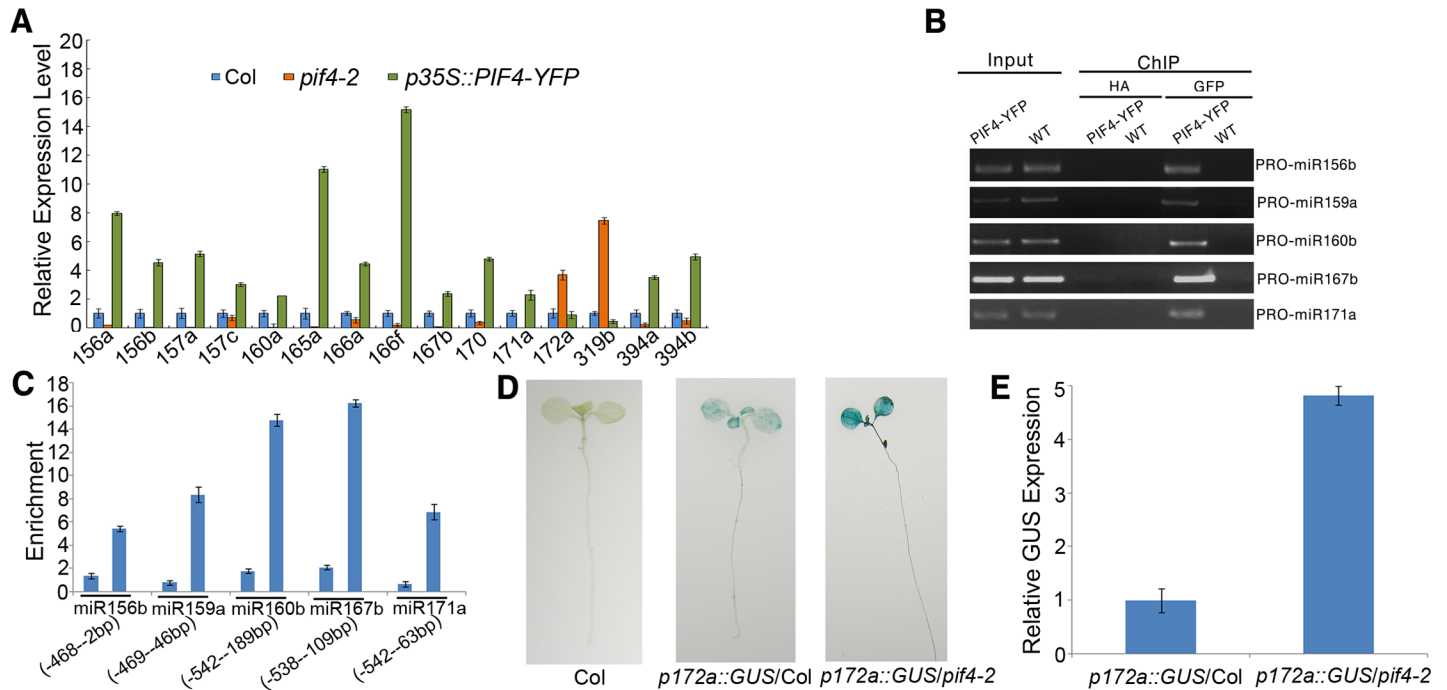 A
Relative Expression Level
20
18
16
14
12
10
8
6
4
2
0
Col pif4-2 p35S::PIF4-YFP
156a 156b 157a 157c 160a 165a 166a 166f 167b 170 171a 172a 319b 394a 394b
B
Input ChIP
HA GFP
PIF4-YFP WT PIF4-YFP WT PIF4-YFP WT
PRO-miR156b
PRO-miR159a
PRO-miR160b
PRO-miR167b
PRO-miR171a
C
Enrichment
18
16
14
12
10
8
6
4
2
0
miR156b miR159a miR160b miR167b miR171a
(-468--2bp) (-469--46bp) (-542--189bp) (-538--109bp) (-542--63bp)
D
Col p172a::GUS/Col p172a::GUS/pif4-2
E
Relative GUS Expression
5
4
3
2
1
0
p172a::GUS/Col p172a::GUS/pif4-2